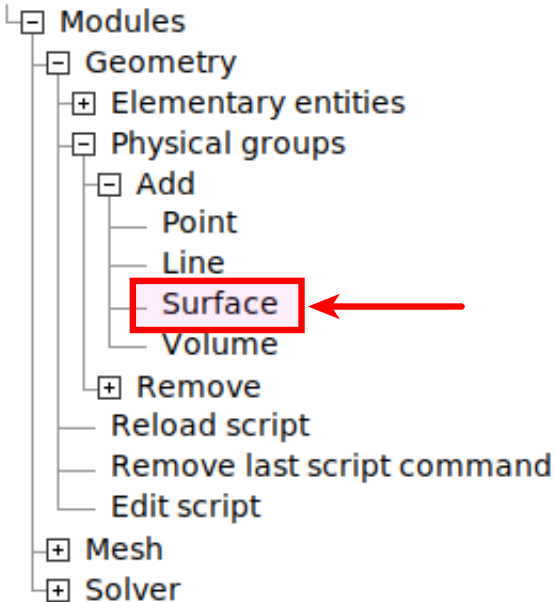 Modules
Geometry
Elementary entities
Physical groups
Add
Point
Line
Surface
Volume
Remove
Reload script
Remove last script command
Edit script
Mesh
Solver